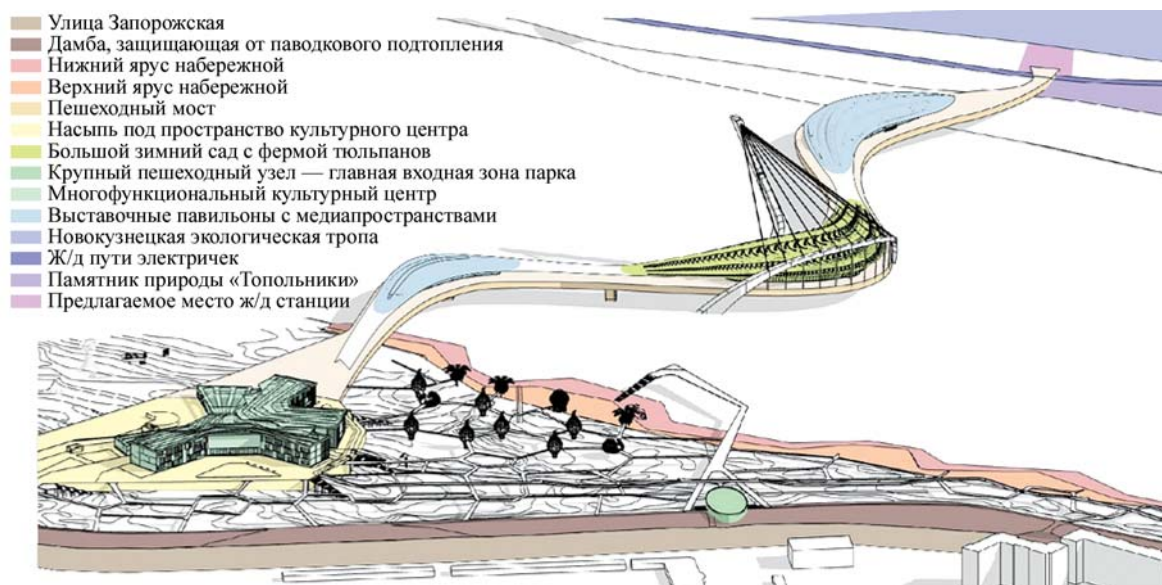 Улица Запорожская
Дамба, защищающая от паводкового подтопления
Нижний ярус набережной
Верхний ярус набережной
Пешеходный мост
Насыпь под пространство культурного центра
Большой зимний сад с фермой тюльпанов
Крупный пешеходный узел — главная входная зона парка
Многофункциональный культурный центр
Выставочные павильоны с медиапространствами
Новокузнецкая экологическая тропа
Ж/д пути электричек
Памятник природы «Топольники»
Предлагаемое место ж/д станции